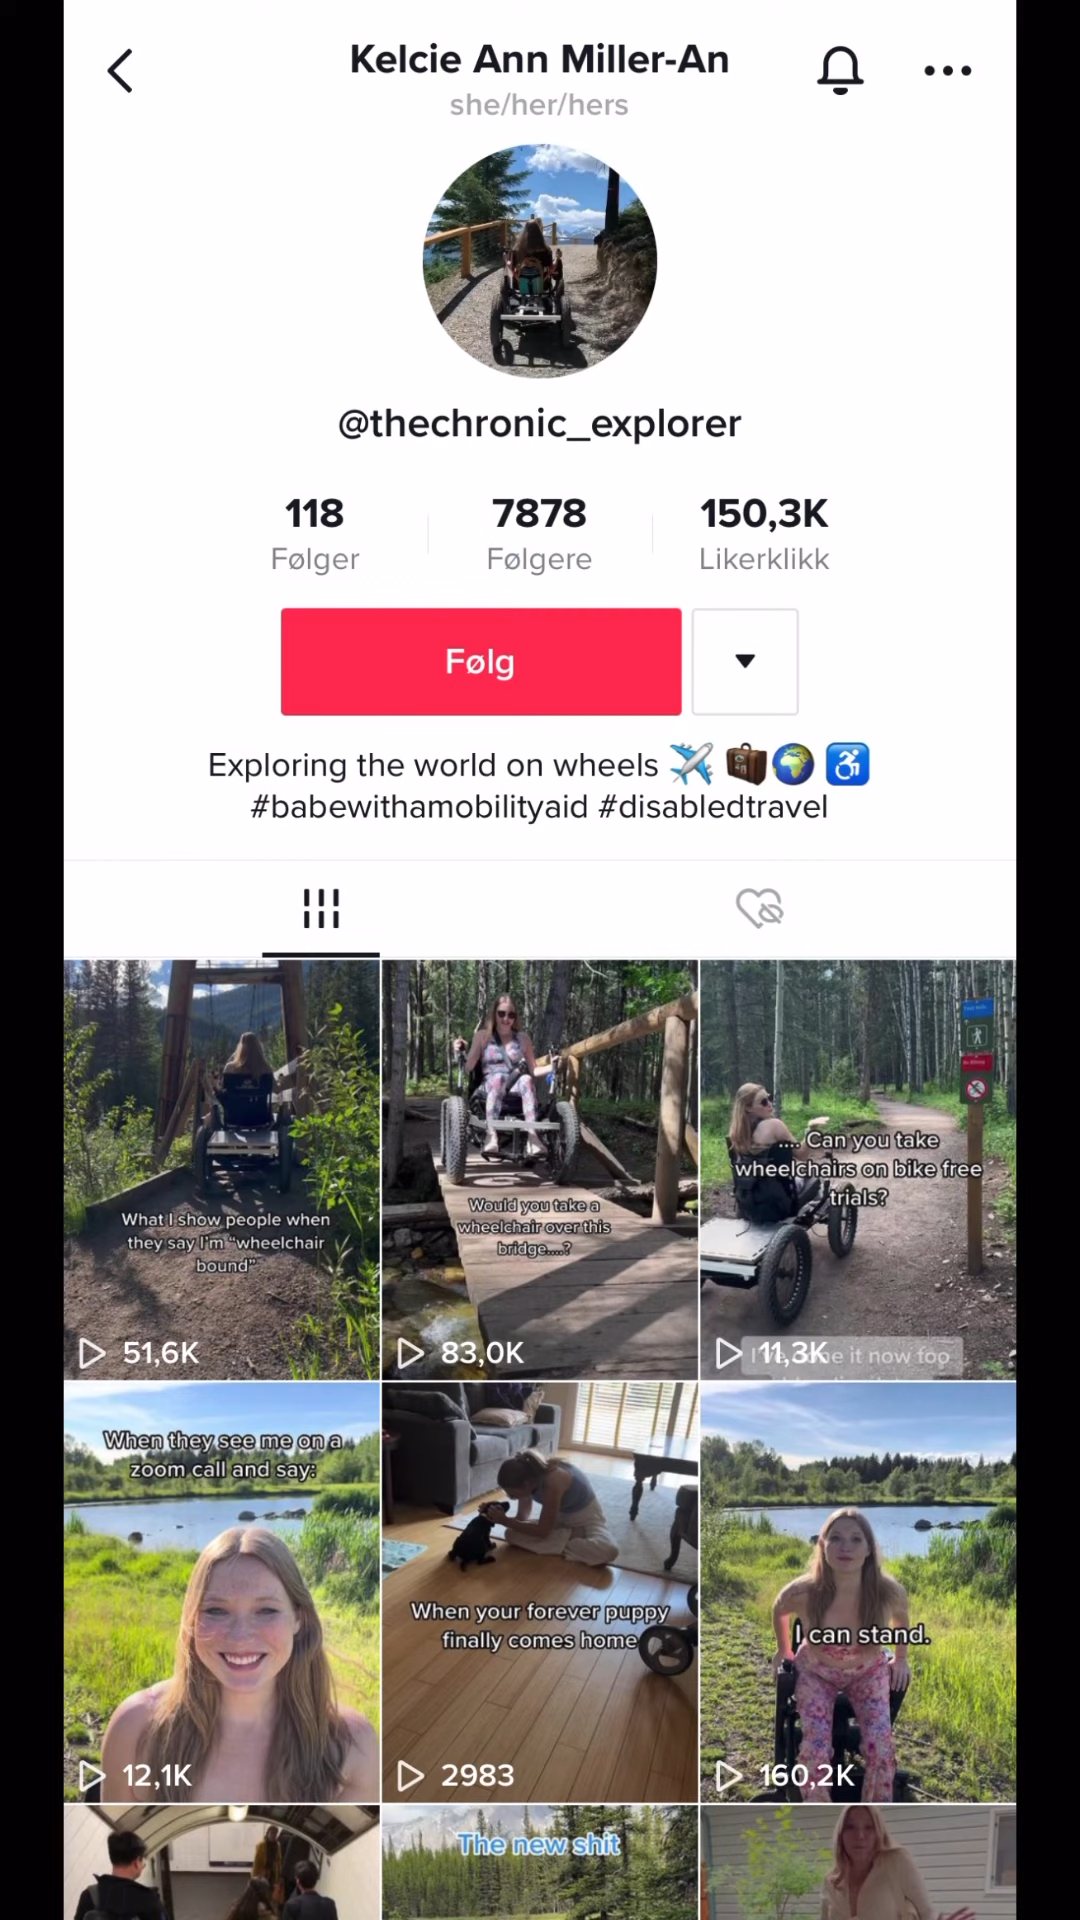 Kelcie Ann Miller-An
she/her/hers
@thechronic_explorer
118
7878
150,3K
Følger
Følgere
Likerklikk
Følg
Exploring the world on wheels ✈️ 🧳🌍 ♿
#babewithamobilityaid #disabledtravel
What I show people when
they say I'm "wheelchair
bound"
51,6K
Would you take a
wheelchair over this
bridge....?
83,0K
.... Can you take
wheelchairs on bike free
trials?
11,3K
it now foo
When they see me on a
zoom call and say:
12,1K
When your forever puppy
finally comes home
2983
I can stand.
160,2K
The new shit